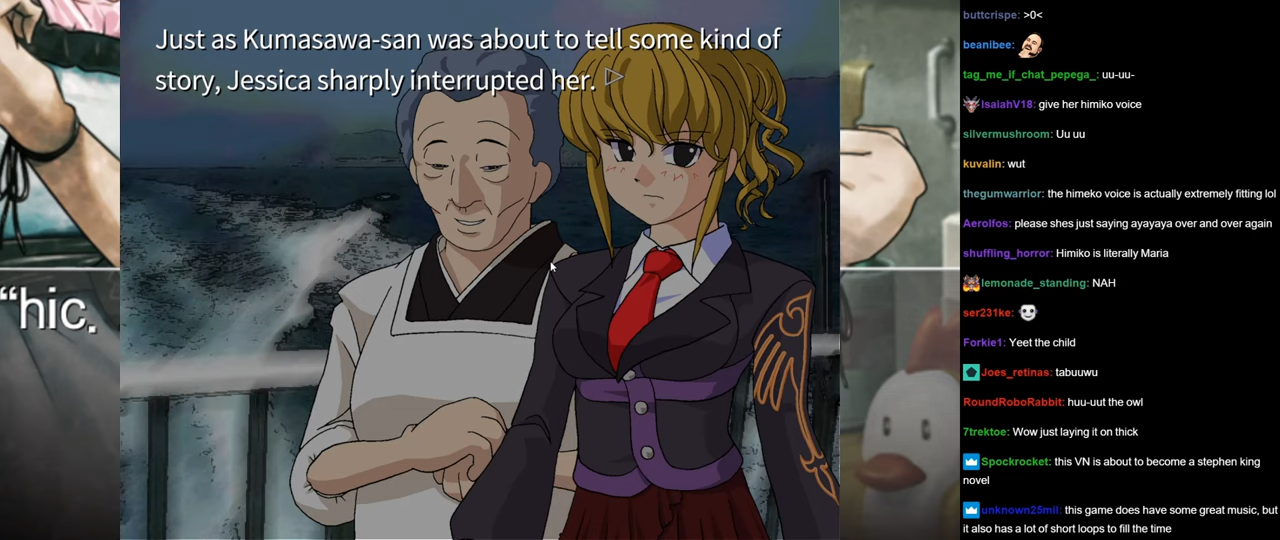 Just as Kumasawa-san was about to tell some kind of
story, Jessica sharply interrupted her.
“hic.
buttcrispe: >0<
beanibee:
tag_me_if_chat_pepega_: uu-uu-
IsaiahV18: give her himiko voice
silvermushroom: Uu uu
kuvalin: wut
thegumwarrior: the himeko voice is actually extremely fitting lol
Aerolfos: please shes just saying ayayaya over and over again
shuffling_horror: Himiko is literally Maria
lemonade_standing: NAH
ser231ke:
Forkie1: Yeet the child
Joes_retinas: tabuuwu
RoundRoboRabbit: huu-uut the owl
7trektoe: Wow just laying it on thick
Spockrocket: this VN is about to become a stephen king
novel
unknown25mil: this game does have some great music, but
it also has a lot of short loops to fill the time